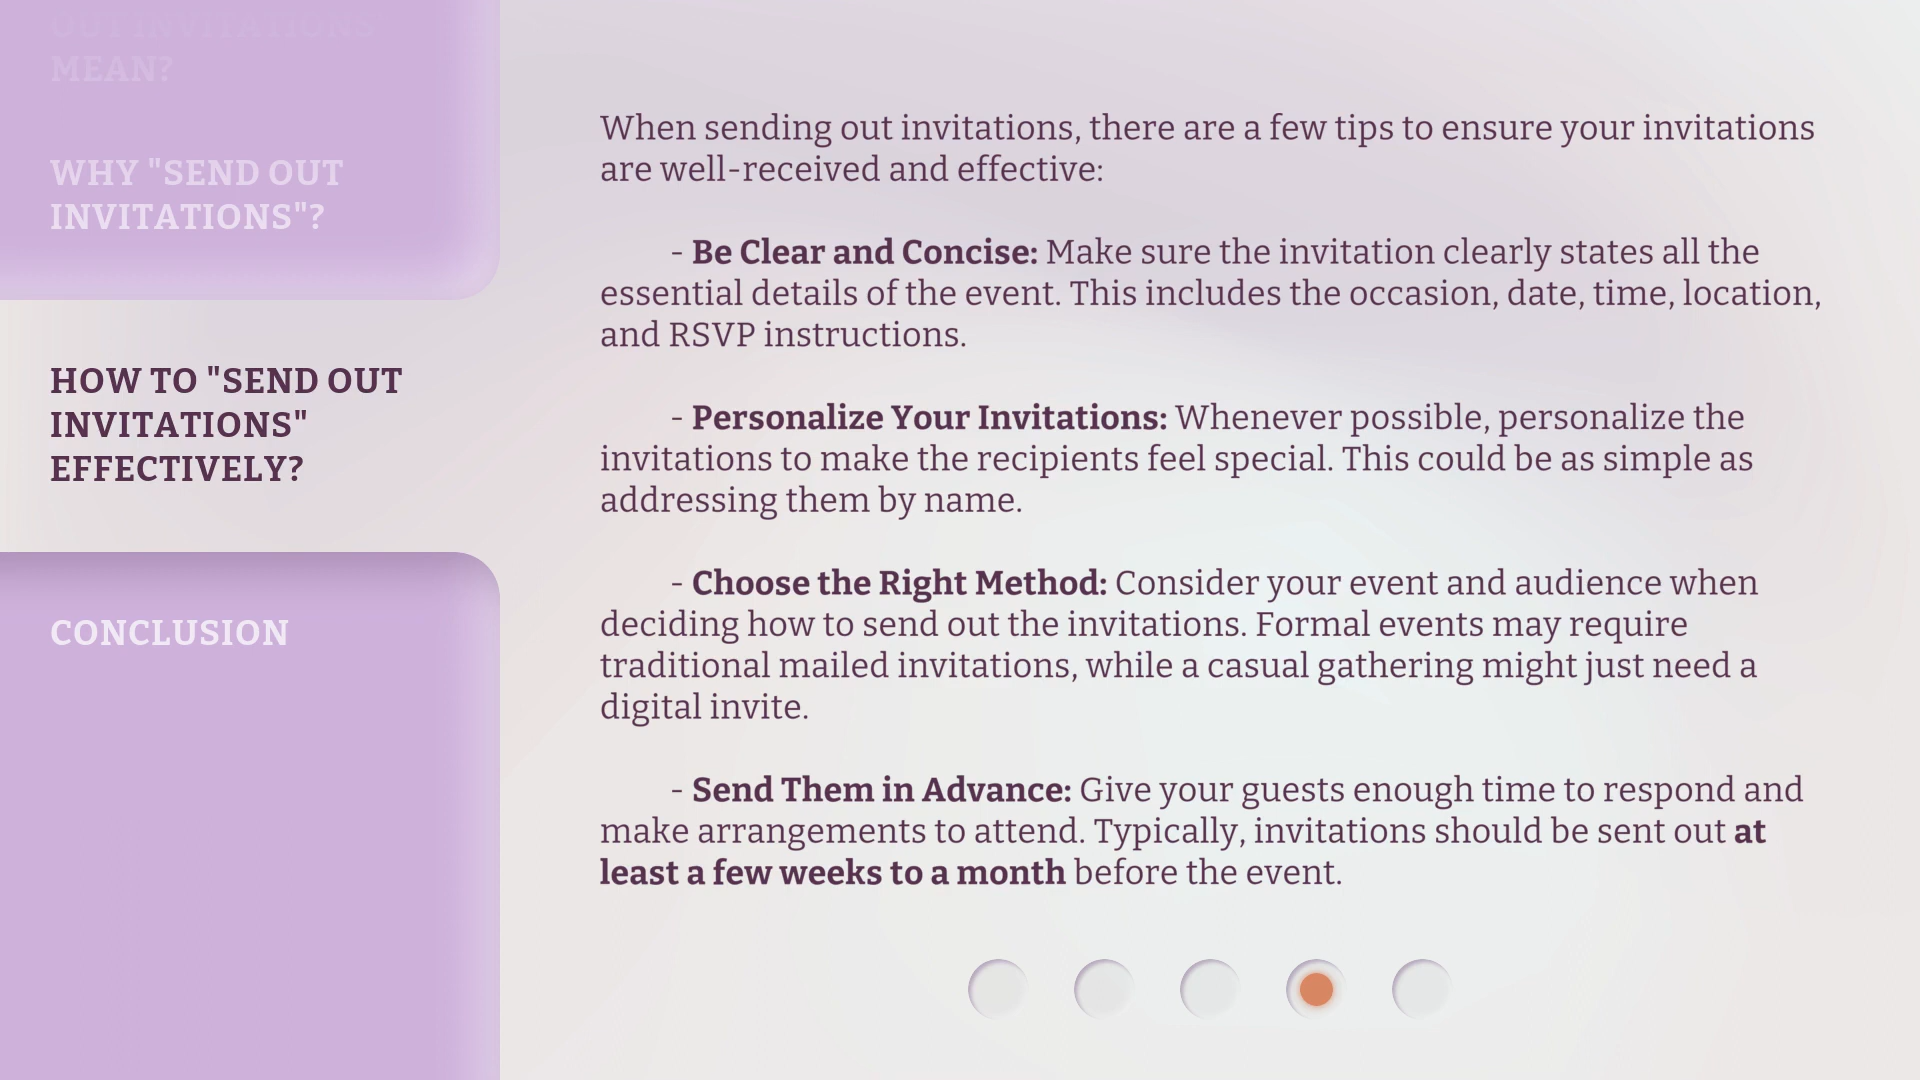 OUT INVITATIONS
MEAN?
WHY "SEND OUT
INVITATIONS"?
HOW TO "SEND OUT
INVITATIONS"
EFFECTIVELY?
CONCLUSION
When sending out invitations, there are a few tips to ensure your invitations
are well-received and effective:
- Be Clear and Concise: Make sure the invitation clearly states all the
essential details of the event. This includes the occasion, date, time, location,
and RSVP instructions.
- Personalize Your Invitations: Whenever possible, personalize the
invitations to make the recipients feel special. This could be as simple as
addressing them by name.
- Choose the Right Method: Consider your event and audience when
deciding how to send out the invitations. Formal events may require
traditional mailed invitations, while a casual gathering might just need a
digital invite.
- Send Them in Advance: Give your guests enough time to respond and
make arrangements to attend. Typically, invitations should be sent out at
least a few weeks to a month before the event.